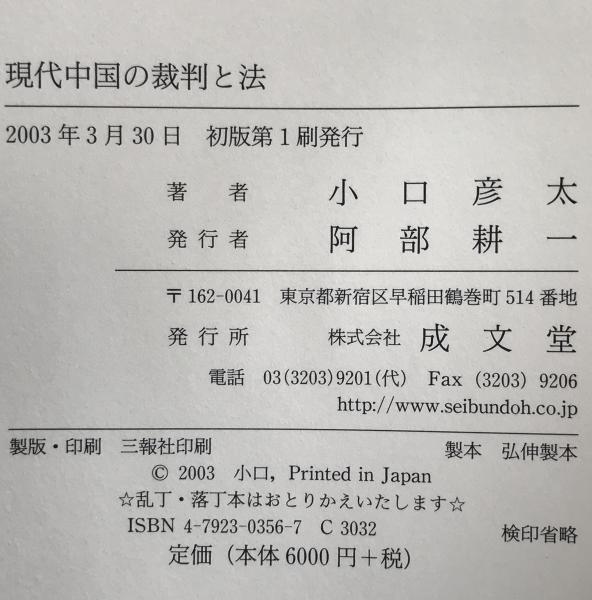 現代中国の裁判と法
2003年3月30日 初版第1刷発行
著者 小口彦太
発行者 阿部耕一
〒162-0041 東京都新宿区早稲田鶴巻町514番地
発行所 株式会社 成文堂
電話 03(3203)9201(代) Fax (3203) 9206
http://www.seibundoh.co.jp
製版・印刷 三報社印刷 製本 弘伸製本
© 2003 小口, Printed in Japan
☆乱丁・落丁本はおとりかえいたします☆
ISBN 4-7923-0356-7 C 3032 検印省略
定価(本体6000円+税)